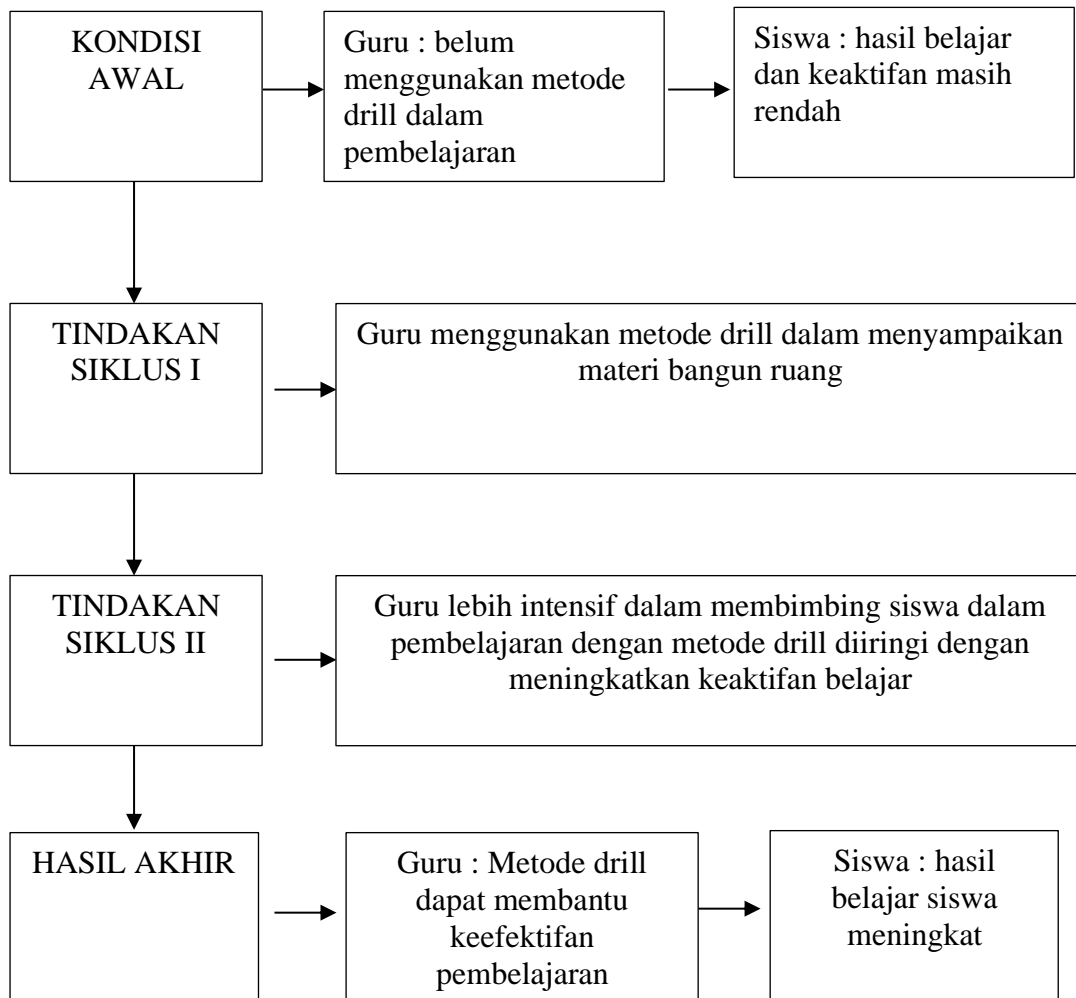 KONDISI
AWAL
Guru : belum
menggunakan metode
drill dalam
pembelajaran
Siswa : hasil belajar
dan keaktifan masih
rendah
TINDAKAN
SIKLUS I
Guru menggunakan metode drill dalam menyampaikan
materi bangun ruang
TINDAKAN
SIKLUS II
Guru lebih intensif dalam membimbing siswa dalam
pembelajaran dengan metode drill diiringi dengan
meningkatkan keaktifan belajar
HASIL AKHIR
Guru : Metode drill
dapat membantu
keefektifan
pembelajaran
Siswa : hasil
belajar siswa
meningkat